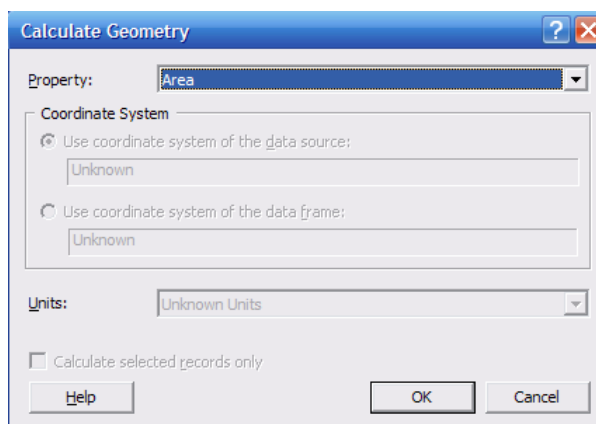 Calculate Geometry
Property: Area
Coordinate System
Use coordinate system of the data source:
Unknown
Use coordinate system of the data frame:
Unknown
Units: Unknown Units
Calculate selected records only
Help OK Cancel